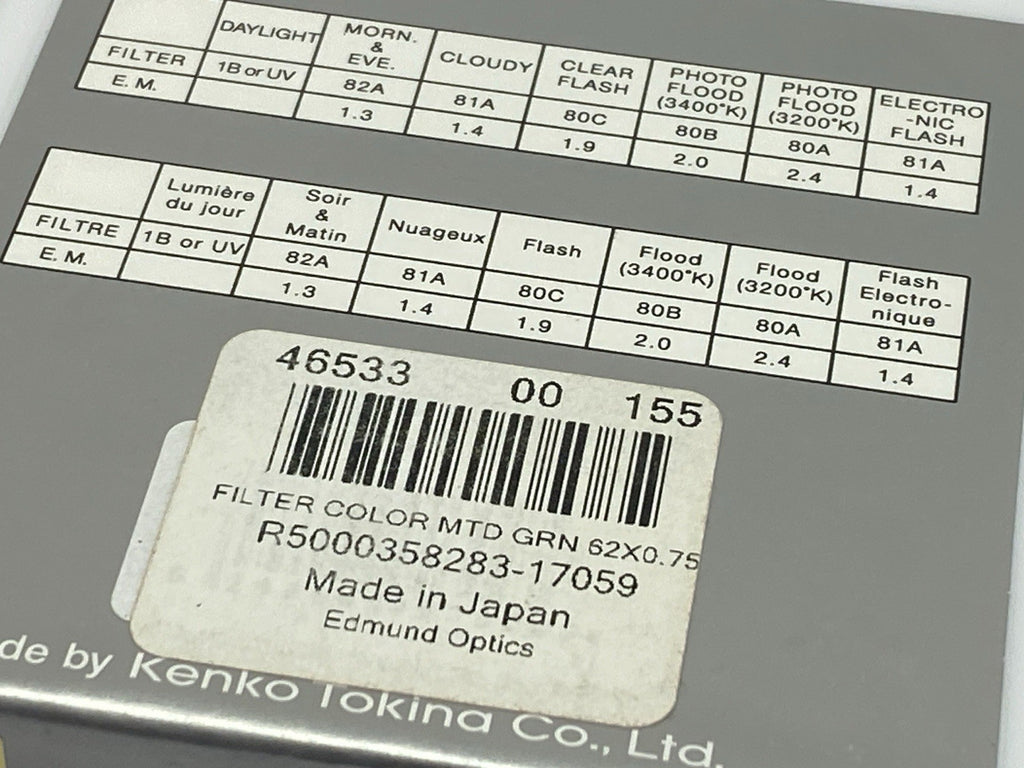 DAYLIGHT MORN. & EVE. CLOUDY CLEAR FLASH PHOTO FLOOD (3400°K) PHOTO FLOOD (3200°K) ELECTRO-NIC FLASH
FILTER 1B or UV 82A 81A 80C 80B 80A 81A
E. M. 1.3 1.4 1.9 2.0 2.4 1.4
Lumière du jour Soir & Matin Nuageux Flash Flood (3400°K) Flood (3200°K) Flash Electro-nique
FILTRE 1B or UV 82A 81A 80C 80B 80A 81A
E. M. 1.3 1.4 1.9 2.0 2.4 1.4
46533 00 155
FILTER COLOR MTD GRN 62X0.75
R5000358283-17059
Made in Japan
Edmund Optics
de by Kenko Tokina Co., Ltd.